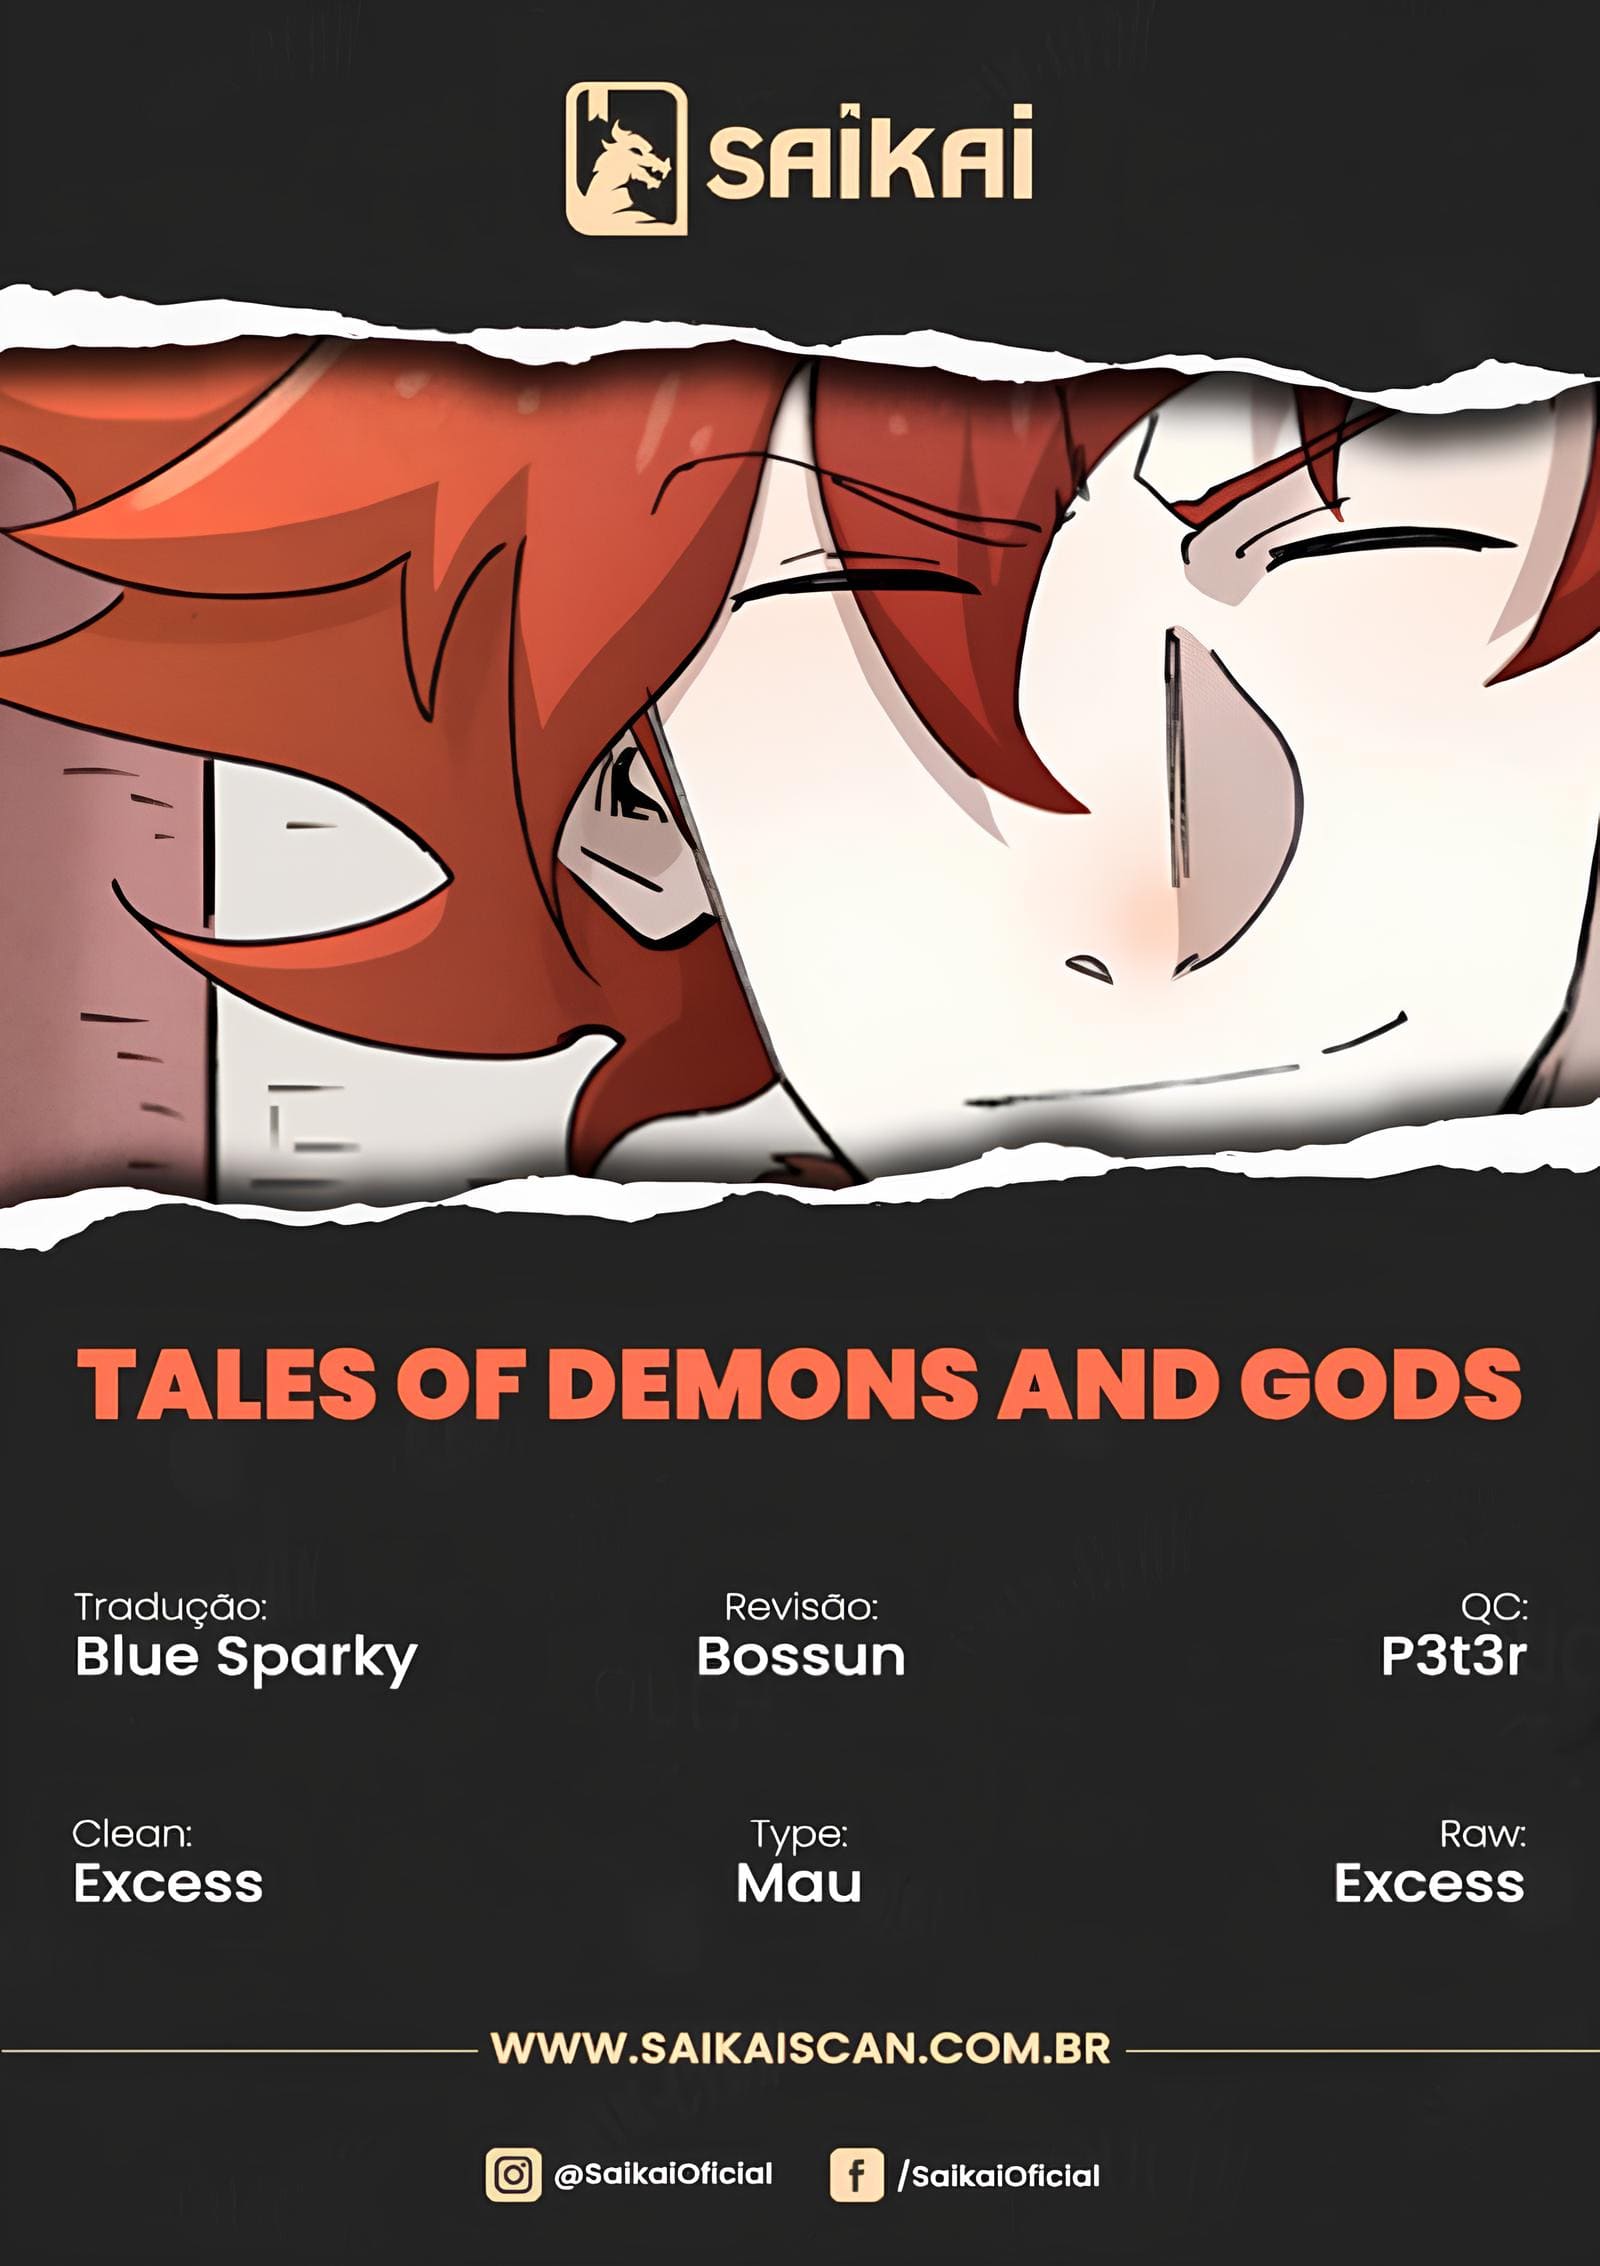 SAIKAI
TALES OF DEMONS AND GODS
Tradução:
Blue Sparky
Revisão:
Bossun
QC:
P3t3r
Clean:
Excess
Type:
Mau
Raw:
Excess
WWW.SAIKAISCAN.COM.BR
@SaikaiOficial
/SaikaiOficial